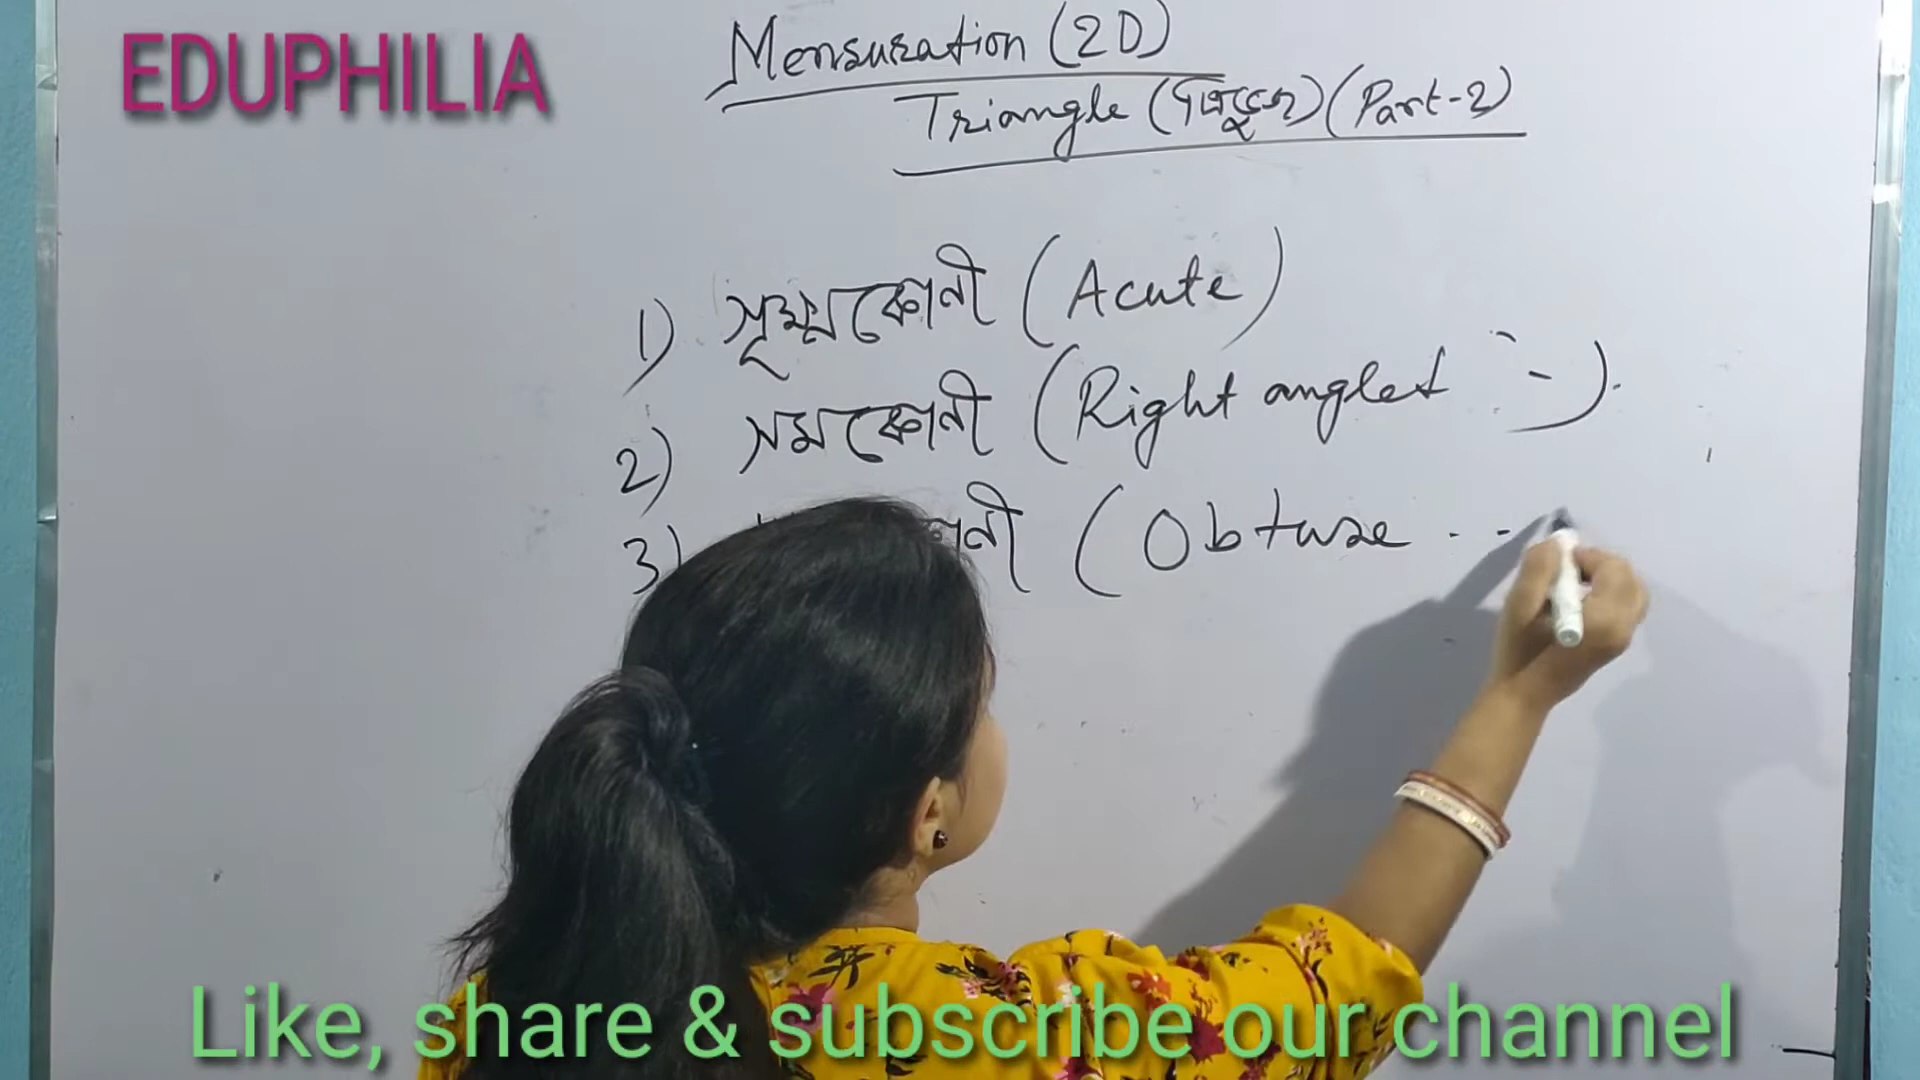 EDUPHILIA
Mensuration (2D)
Triangle (ত্রিভুজ) (Part-2)
1) সূক্ষ্মকোণী (Acute)
2) সমকোণী (Right angled - )
3) (Obtuse - -
Like, share & subscribe our channel